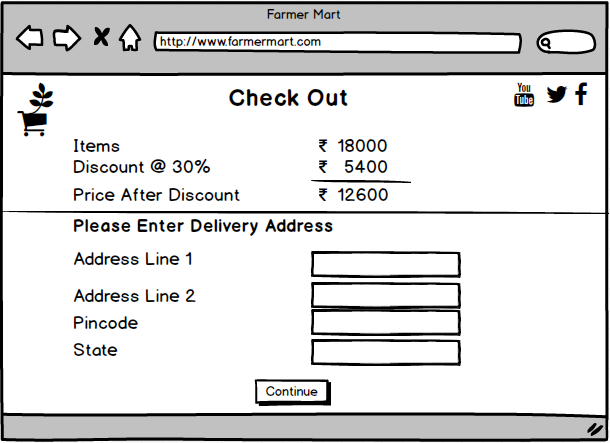 Farmer Mart
http://www.farmermart.com
You Tube
Check Out
Items ₹ 18000
Discount @ 30% ₹ 5400
Price After Discount ₹ 12600
Please Enter Delivery Address
Address Line 1
Address Line 2
Pincode
State
Continue